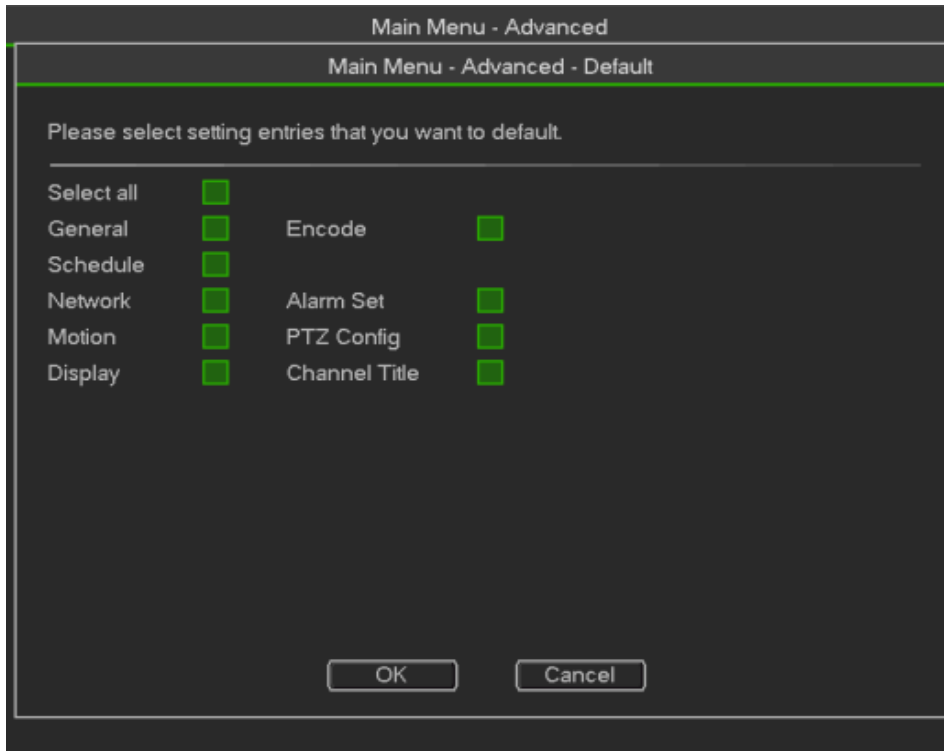 Main Menu - Advanced
Main Menu - Advanced - Default
Please select setting entries that you want to default.
Select all
General Encode
Schedule
Network Alarm Set
Motion PTZ Config
Display Channel Title
OK Cancel